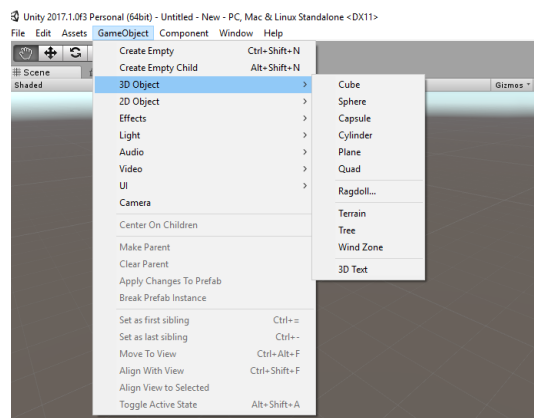 Unity 2017.1.0f3 Personal (64bit) - Untitled - New - PC, Mac & Linux Standalone <DX11>
File Edit Assets GameObject Component Window Help
Create Empty Ctrl+Shift+N
Create Empty Child Alt+Shift+N
# Scene
3D Object
Shaded
Gizmos
2D Object
Effects
Light
Audio
Video
UI
Camera
Center On Children
Make Parent
Clear Parent
Apply Changes To Prefab
Break Prefab Instance
Set as first sibling Ctrl+=
Set as last sibling Ctrl+-
Move To View Ctrl+Alt+F
Align With View Ctrl+Shift+F
Align View to Selected
Toggle Active State Alt+Shift+A
Cube
Sphere
Capsule
Cylinder
Plane
Quad
Ragdoll...
Terrain
Tree
Wind Zone
3D Text